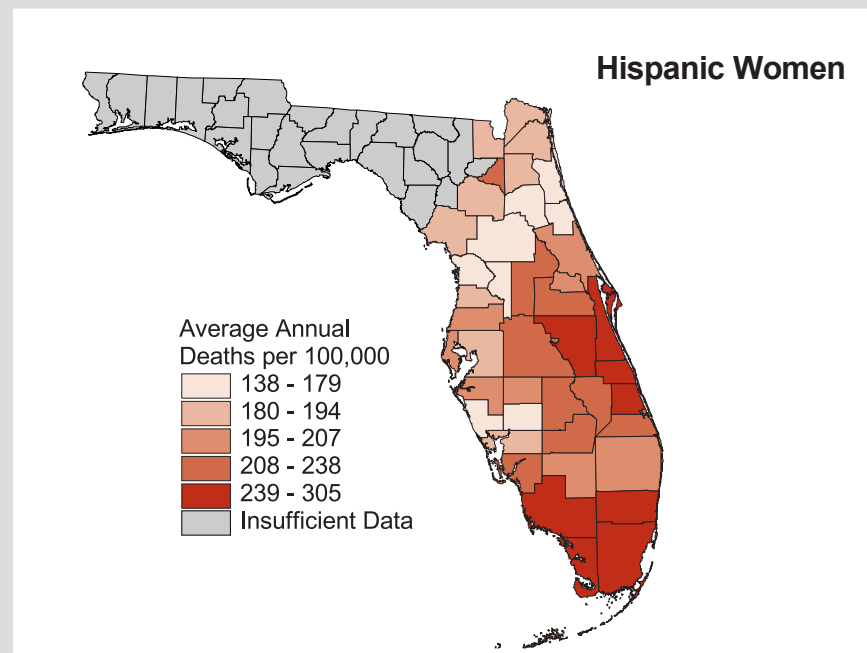 Hispanic Women
Average Annual
Deaths per 100,000
138 - 179
180 - 194
195 - 207
208 - 238
239 - 305
Insufficient Data